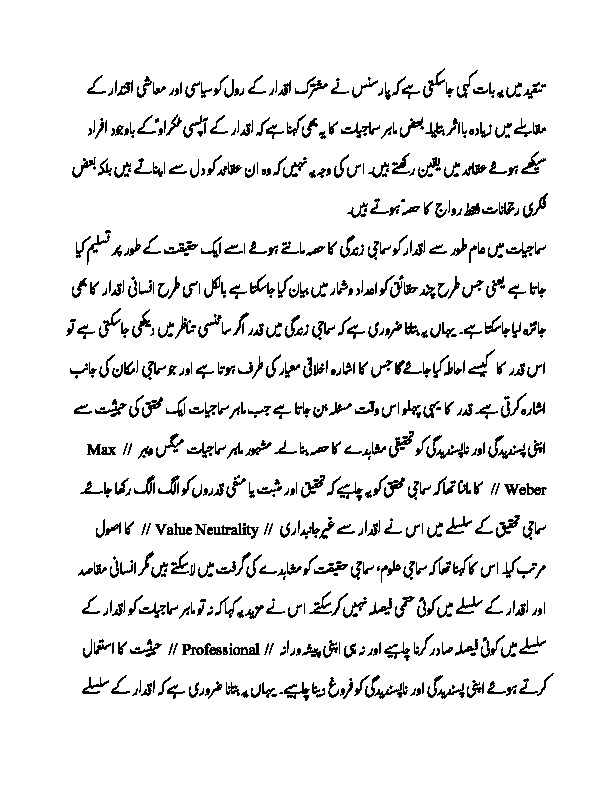 تنقید میں یہ بات کہی جاسکتی ہے کہ پارسنس نے مشترک اقدار کے رول کو سیاسی اور معاشی اقتدار کے
مقابلے میں زیادہ بااثر بتایا۔ بعض ماہر سماجیات کا یہ بھی کہنا ہے کہ اقدار کے آپسی ٹکراوٴ کے باوجود افراد
سیکھے ہوئے عقائد میں یقین رکھتے ہیں۔ اس کی وجہ یہ نہیں کہ وہ ان عقائد کو دل سے اپناتے ہیں بلکہ بعض
فکری رجحانات فقط رواج کا حصہ ہوتے ہیں۔
سماجیات میں عام طور سے اقدار کو سماجی زندگی کا حصہ مانتے ہوئے اسے ایک حقیقت کے طور پر تسلیم کیا
جاتا ہے یعنی جس طرح چند حقائق کو اعداد وشمار میں بیان کیا جاسکتا ہے بالکل اسی طرح انسانی اقدار کا بھی
جائزہ لیا جاسکتا ہے۔ یہاں یہ بتانا ضروری ہے کہ سماجی زندگی میں قدر اگر سائنسی تناظر میں دیکھی جاسکتی ہے تو
اس قدر کا کیسے احاطہ کیا جائے گا جس کا اشارہ اخلاقی معیار کی طرف ہوتا ہے اور جو سماجی امکان کی جانب
اشارہ کرتی ہے۔ قدر کا یہی پہلو اس وقت مسئلہ بن جاتا ہے جب ماہر سماجیات ایک محقق کی حیثیت سے
اپنی پسندیدگی اور ناپسندیدگی کو تحقیقی مشاہدے کا حصہ بنا لے۔ مشہور ماہر سماجیات میکس ویبر // Max
Weber // کا ماننا تھا کہ سماجی محقق کو یہ چاہیے کہ تحقیق اور مثبت یا منفی قدروں کو الگ الگ رکھا جائے۔
سماجی تحقیق کے سلسلے میں اس نے اقدار سے غیر جانبداری // Value Neutrality // کا اصول
مرتب کیا۔ اس کا کہنا تھا کہ سماجی علوم، سماجی حقیقت کو مشاہدے کی گرفت میں لاسکتے ہیں مگر انسانی مقاصد
اور اقدار کے سلسلے میں کوئی حتمی فیصلہ نہیں کرسکتے۔ اس نے مزید یہ کہا کہ نہ تو ماہر سماجیات کو اقدار کے
سلسلے میں کوئی فیصلہ صادر کرنا چاہیے اور نہ ہی اپنی پیشہ ورانہ // Professional // حیثیت کا استعمال
کرتے ہوئے اپنی پسندیدگی اور ناپسندیدگی کو فروغ دینا چاہیے۔ یہاں یہ بتانا ضروری ہے کہ اقدار کے سلسلے